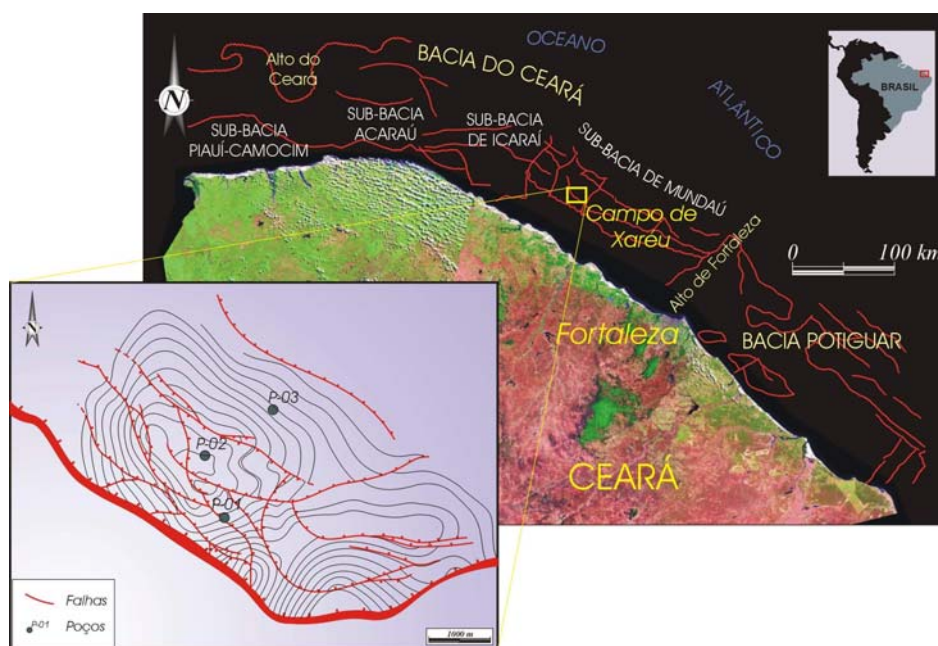 OCEANO
ATLÂNTICO
BRASIL
N
Alto do
Ceará
BACIA DO CEARÁ
SUB-BACIA
PIAUÍ-CAMOCIM
SUB-BACIA
ACARAÚ
SUB-BACIA
DE ICARAÍ
SUB-BACIA DE MUNDAÚ
Campo de
Xareu
0 100 km
Alto de Fortaleza
Fortaleza
BACIA POTIGUAR
CEARÁ
N
P-03
P-02
P-01
Falhas
P-01 Poços
1000 m